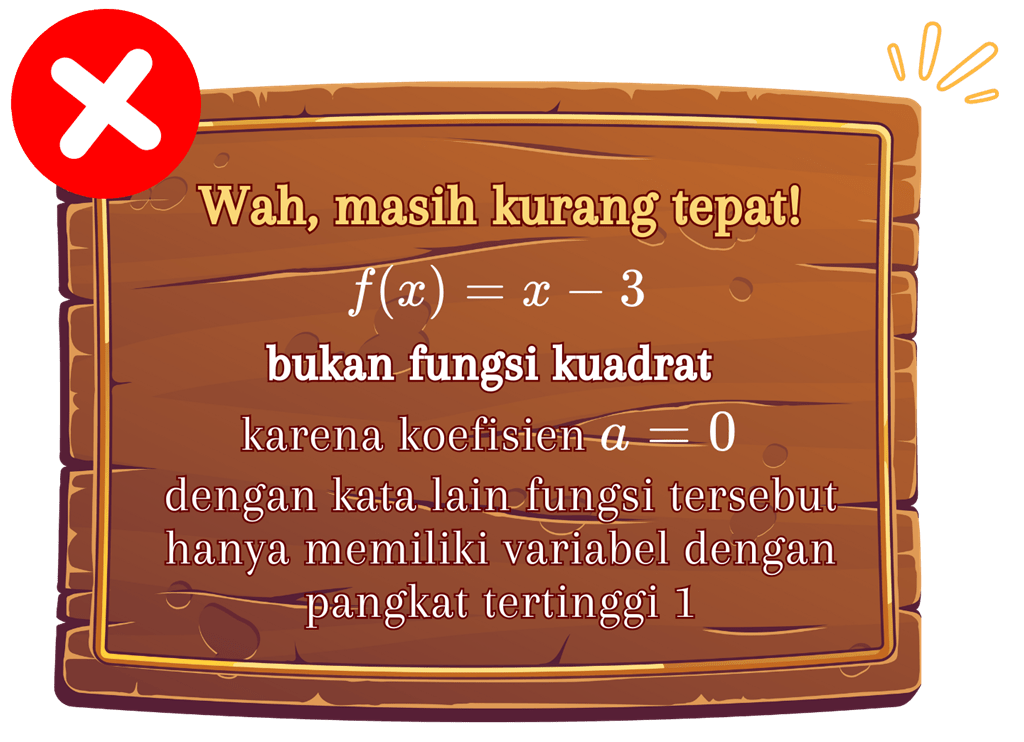 Wah, masih kurang tepat!
f(x) = x − 3
bukan fungsi kuadrat
karena koefisien a = 0
dengan kata lain fungsi tersebut
hanya memiliki variabel dengan
pangkat tertinggi 1